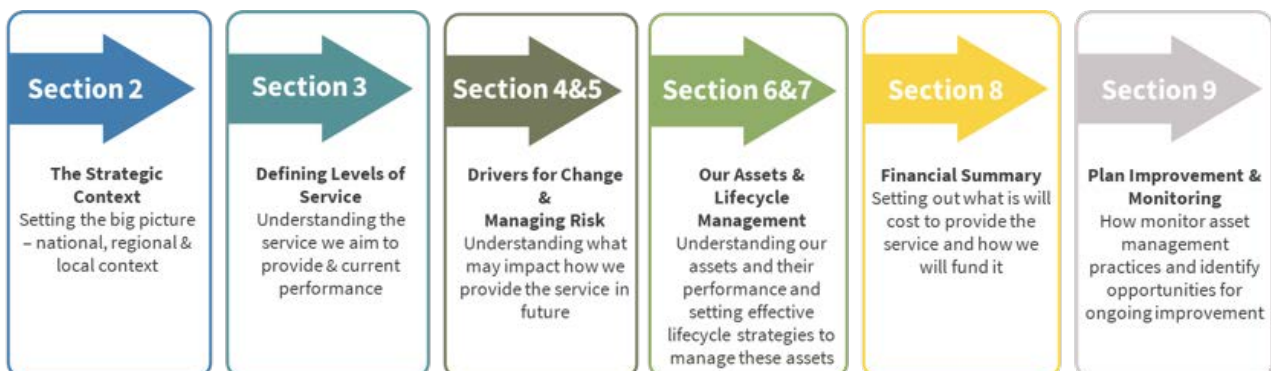 Section 2
The Strategic
Context
Setting the big picture
– national, regional &
local context
Section 3
Defining Levels of
Service
Understanding the
service we aim to
provide & current
performance
Section 4&5
Drivers for Change
&
Managing Risk
Understanding what
may impact how we
provide the service in
future
Section 6&7
Our Assets &
Lifecycle
Management
Understanding our
assets and their
performance and
setting effective
lifecycle strategies to
manage these assets
Section 8
Financial Summary
Setting out what is will
cost to provide the
service and how we
will fund it
Section 9
Plan Improvement &
Monitoring
How monitor asset
management
practices and identify
opportunities for
ongoing improvement